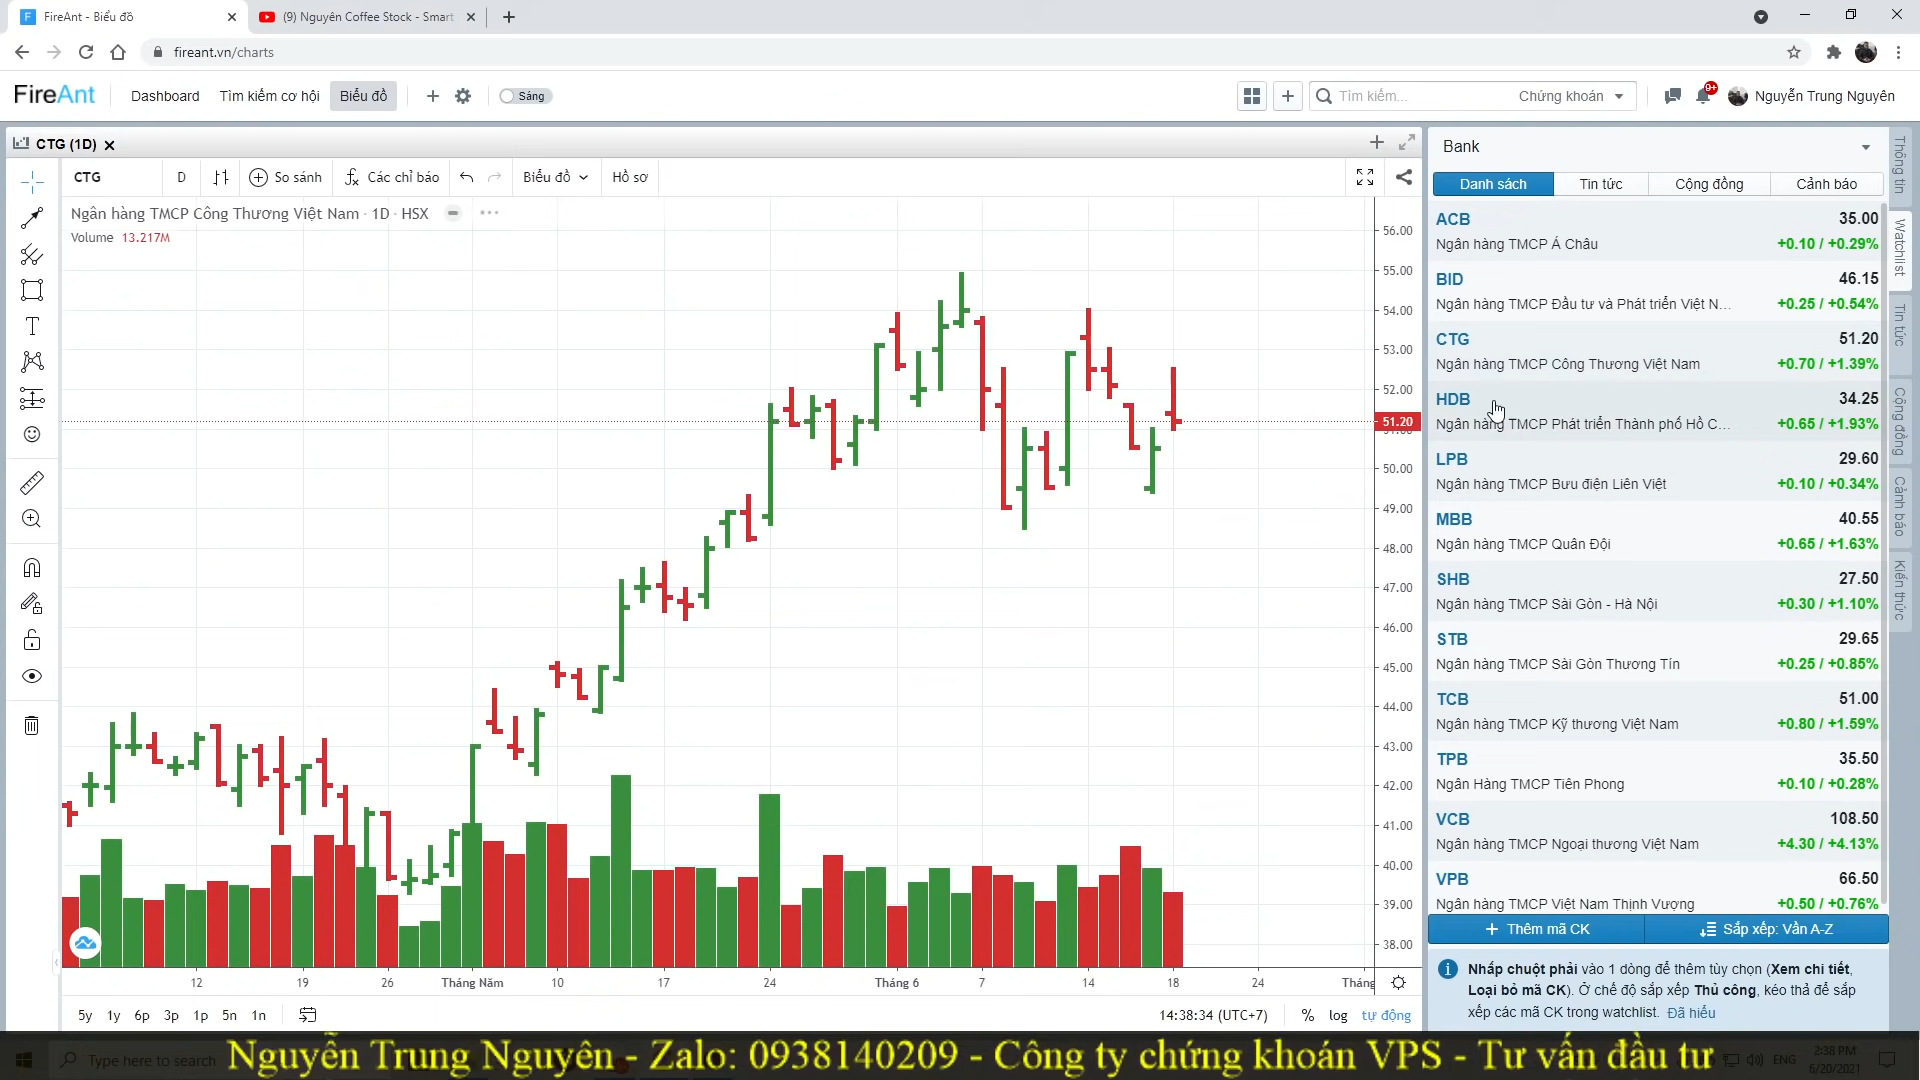 FireAnt - Biểu đồ
(9) Nguyên Coffee Stock - Smart
fireant.vn/charts
FireAnt
Dashboard
Tìm kiếm cơ hội
Biểu đồ
Sáng
Tìm kiếm...
Chứng khoán
9+
Nguyễn Trung Nguyên
CTG (1D)
CTG
D
So sánh
Các chỉ báo
Biểu đồ
Hồ sơ
Ngân hàng TMCP Công Thương Việt Nam · 1D · HSX
Volume 13.217M
56.00
55.00
54.00
53.00
52.00
51.20
50.00
49.00
48.00
47.00
46.00
45.00
44.00
43.00
42.00
41.00
40.00
39.00
38.00
12
19
26
Tháng Năm
10
17
24
Tháng 6
7
14
18
24
Tháng
5y 1y 6p 3p 1p 5n 1n
14:38:34 (UTC+7)
% log tự động
Bank
Danh sách
Tin tức
Cộng đồng
Cảnh báo
ACB 35.00
Ngân hàng TMCP Á Châu +0.10 / +0.29%
BID 46.15
Ngân hàng TMCP Đầu tư và Phát triển Việt N... +0.25 / +0.54%
CTG 51.20
Ngân hàng TMCP Công Thương Việt Nam +0.70 / +1.39%
HDB 34.25
Ngân hàng TMCP Phát triển Thành phố Hồ C... +0.65 / +1.93%
LPB 29.60
Ngân hàng TMCP Bưu điện Liên Việt +0.10 / +0.34%
MBB 40.55
Ngân hàng TMCP Quân Đội +0.65 / +1.63%
SHB 27.50
Ngân hàng TMCP Sài Gòn - Hà Nội +0.30 / +1.10%
STB 29.65
Ngân hàng TMCP Sài Gòn Thương Tín +0.25 / +0.85%
TCB 51.00
Ngân hàng TMCP Kỹ thương Việt Nam +0.80 / +1.59%
TPB 35.50
Ngân Hàng TMCP Tiên Phong +0.10 / +0.28%
VCB 108.50
Ngân hàng TMCP Ngoại thương Việt Nam +4.30 / +4.13%
VPB 66.50
Ngân hàng TMCP Việt Nam Thịnh Vượng +0.50 / +0.76%
Thêm mã CK
Sắp xếp: Vần A-Z
Nhấp chuột phải vào 1 dòng để thêm tùy chọn (Xem chi tiết,
Loại bỏ mã CK). Ở chế độ sắp xếp Thủ công, kéo thả để sắp
xếp các mã CK trong watchlist. Đã hiểu
Thông tin
Watchlist
Tin tức
Cộng đồng
Cảnh báo
Kiến thức
Type here to search
Nguyễn Trung Nguyên - Zalo: 0938140209 - Công ty chứng khoán VPS - Tư vấn đầu tư
ENG
2:38 PM
6/20/2021